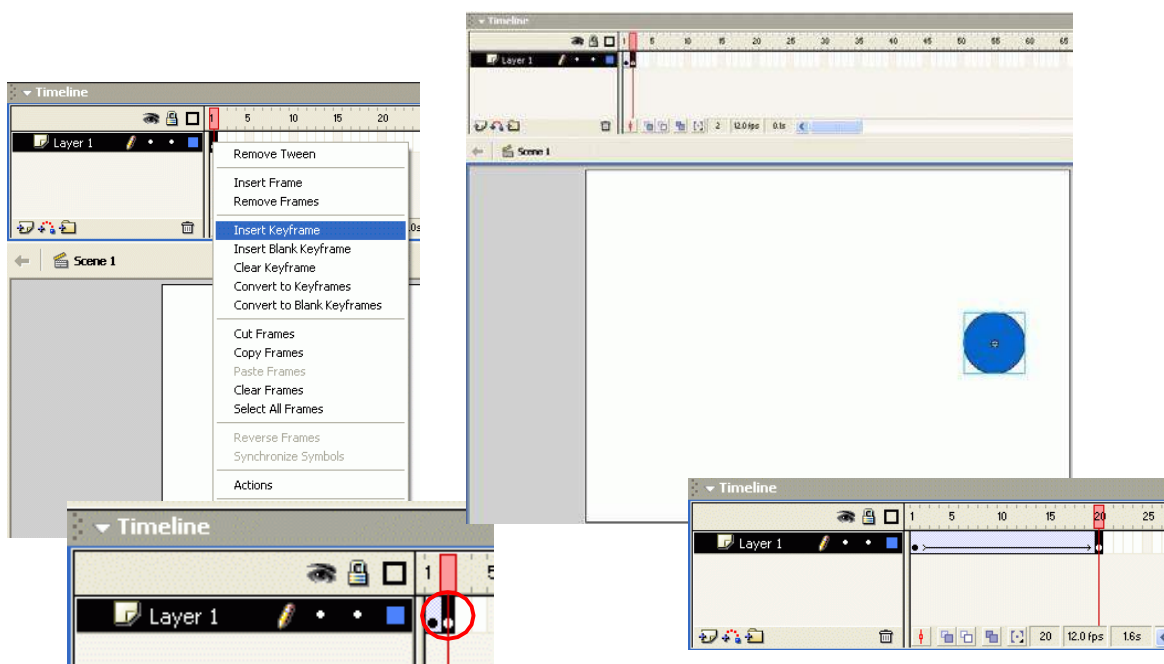 Timeline
1 5 10 15 20
Layer 1
Scene 1
Remove Tween
Insert Frame
Remove Frames
Insert Keyframe
Insert Blank Keyframe
Clear Keyframe
Convert to Keyframes
Convert to Blank Keyframes
Cut Frames
Copy Frames
Paste Frames
Clear Frames
Select All Frames
Reverse Frames
Synchronize Symbols
Actions
Timeline
1 5 10 15 20 25 30 35 40 45 50 55 60 65
Layer 1
2 12.0 fps 0.1s
Scene 1
Timeline
1 5
Layer 1
Timeline
1 5 10 15 20 25
Layer 1
20 12.0 fps 1.6s